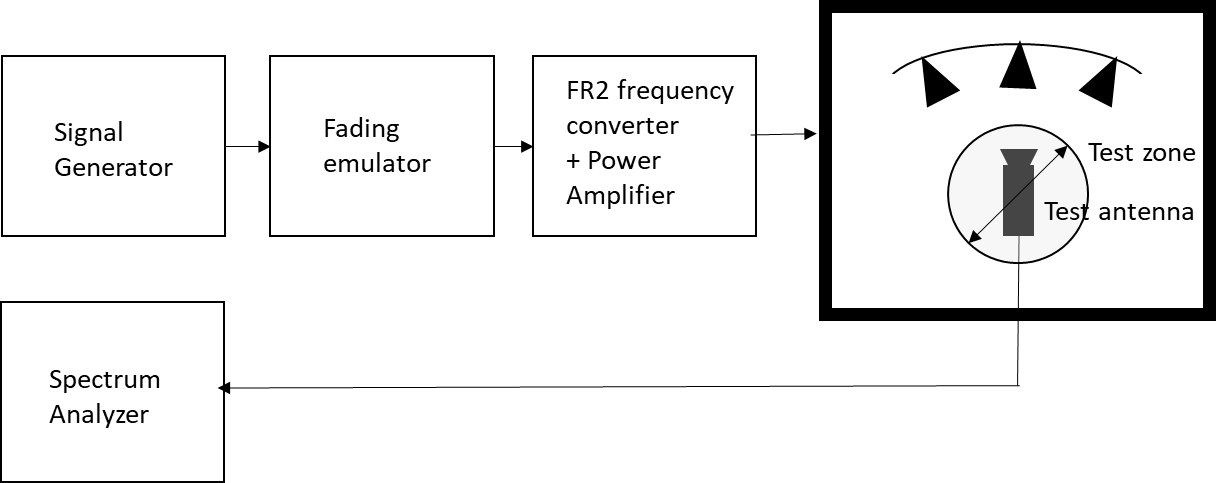 Signal
Generator
Fading
emulator
FR2 frequency
converter
+ Power
Amplifier
Test zone
Test antenna
Spectrum
Analyzer